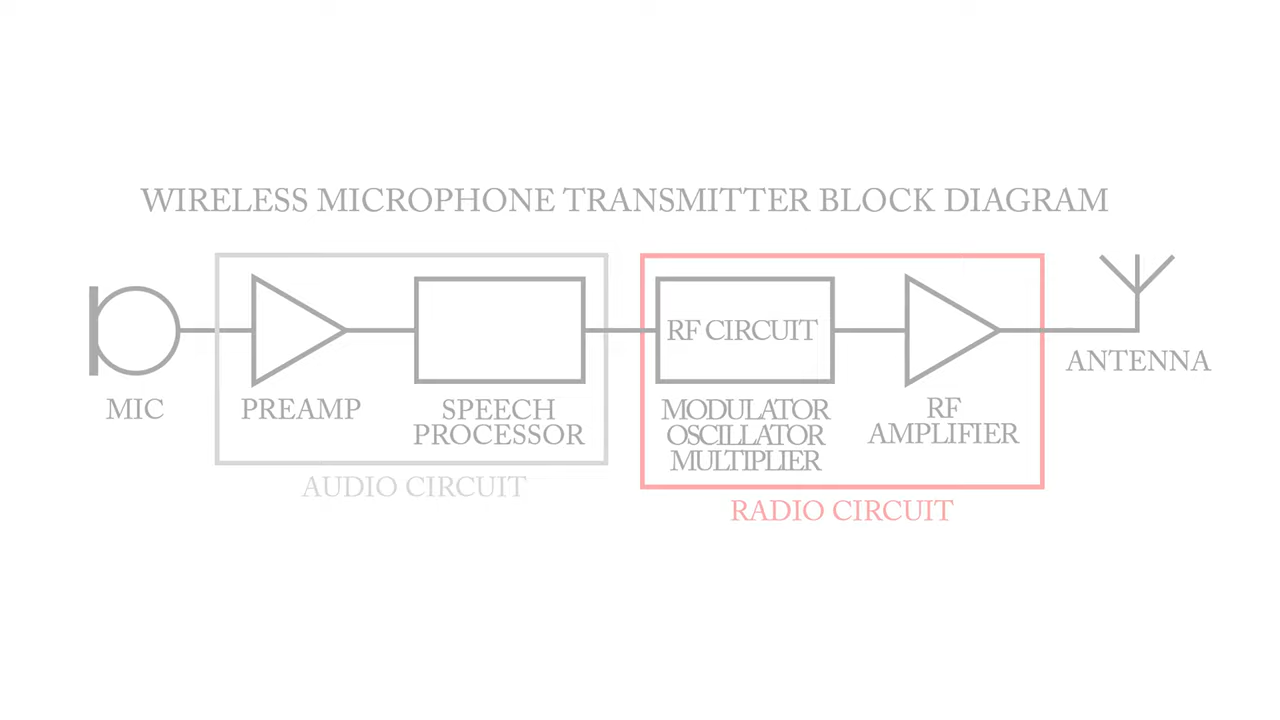 WIRELESS MICROPHONE TRANSMITTER BLOCK DIAGRAM
MIC
PREAMP
SPEECH
PROCESSOR
AUDIO CIRCUIT
RF CIRCUIT
MODULATOR
OSCILLATOR
MULTIPLIER
RF
AMPLIFIER
RADIO CIRCUIT
ANTENNA